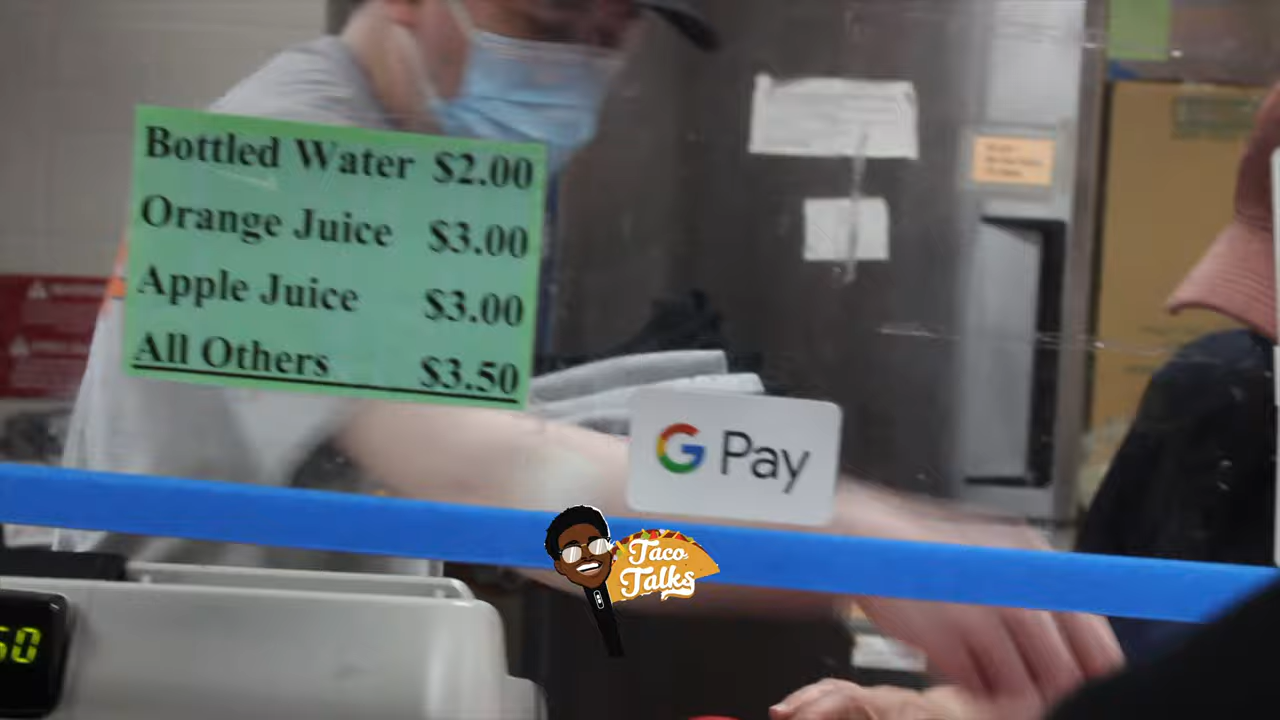 Bottled Water $2.00
Orange Juice $3.00
Apple Juice $3.00
All Others $3.50
G Pay
Taco
Talks
50